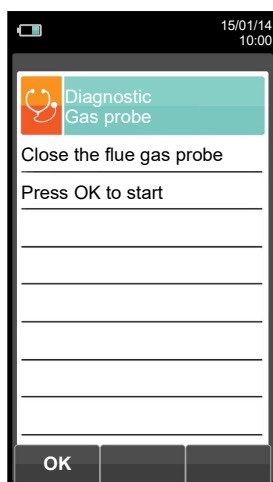 15/01/14
10:00
Diagnostic
Gas probe
Close the flue gas probe
Press OK to start
OK